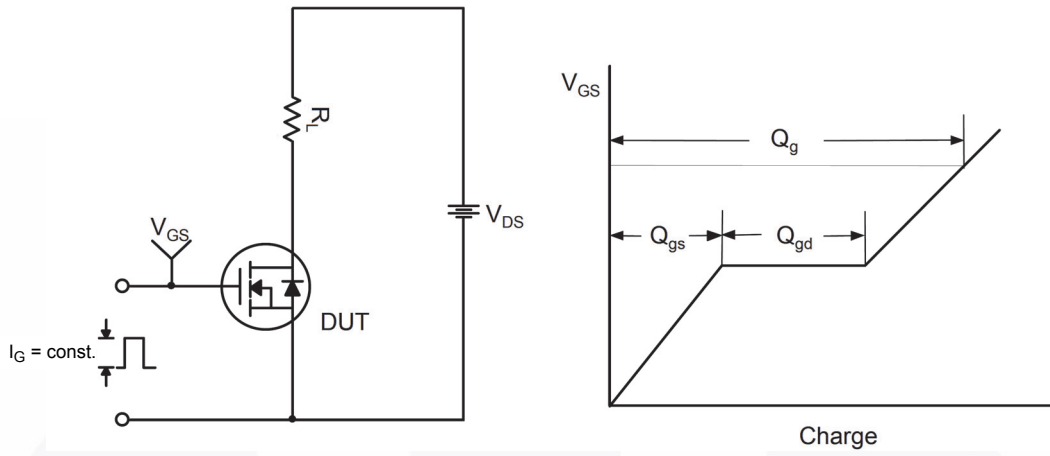 R_L
V_DS
V_GS
DUT
I_G = const.
V_GS
Q_g
Q_gs
Q_gd
Charge